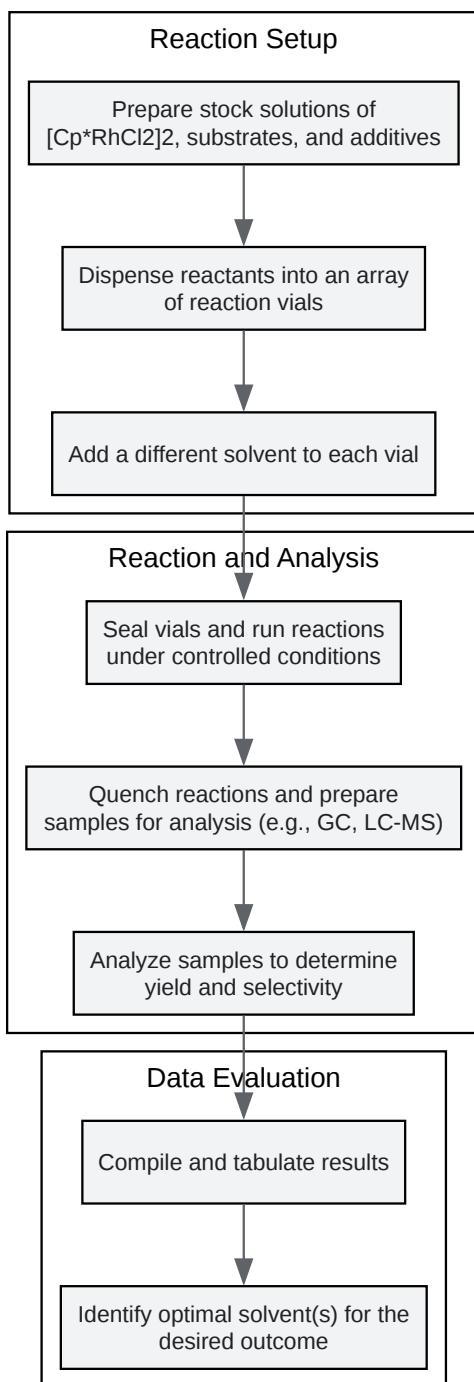 Reaction Setup
Prepare stock solutions of
[Cp*RhCl2]2, substrates, and additives
Dispense reactants into an array
of reaction vials
Add a different solvent to each vial
Reaction and Analysis
Seal vials and run reactions
under controlled conditions
Quench reactions and prepare
samples for analysis (e.g., GC, LC-MS)
Analyze samples to determine
yield and selectivity
Data Evaluation
Compile and tabulate results
Identify optimal solvent(s) for the
desired outcome